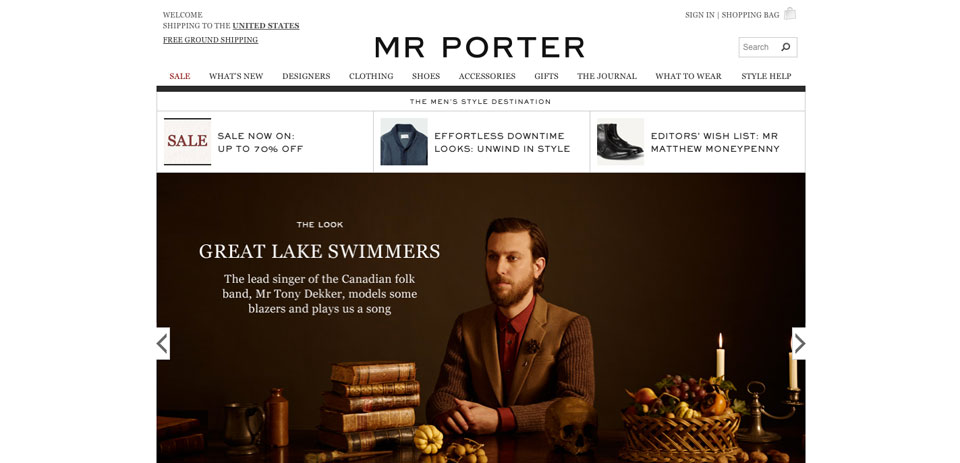 WELCOME
SHIPPING TO THE UNITED STATES
FREE GROUND SHIPPING
SIGN IN | SHOPPING BAG
MR PORTER
Search
SALE WHAT'S NEW DESIGNERS CLOTHING SHOES ACCESSORIES GIFTS THE JOURNAL WHAT TO WEAR STYLE HELP
THE MEN'S STYLE DESTINATION
SALE
SALE NOW ON:
UP TO 70% OFF
EFFORTLESS DOWNTIME
LOOKS: UNWIND IN STYLE
EDITORS' WISH LIST: MR
MATTHEW MONEYPENNY
THE LOOK
GREAT LAKE SWIMMERS
The lead singer of the Canadian folk
band, Mr Tony Dekker, models some
blazers and plays us a song